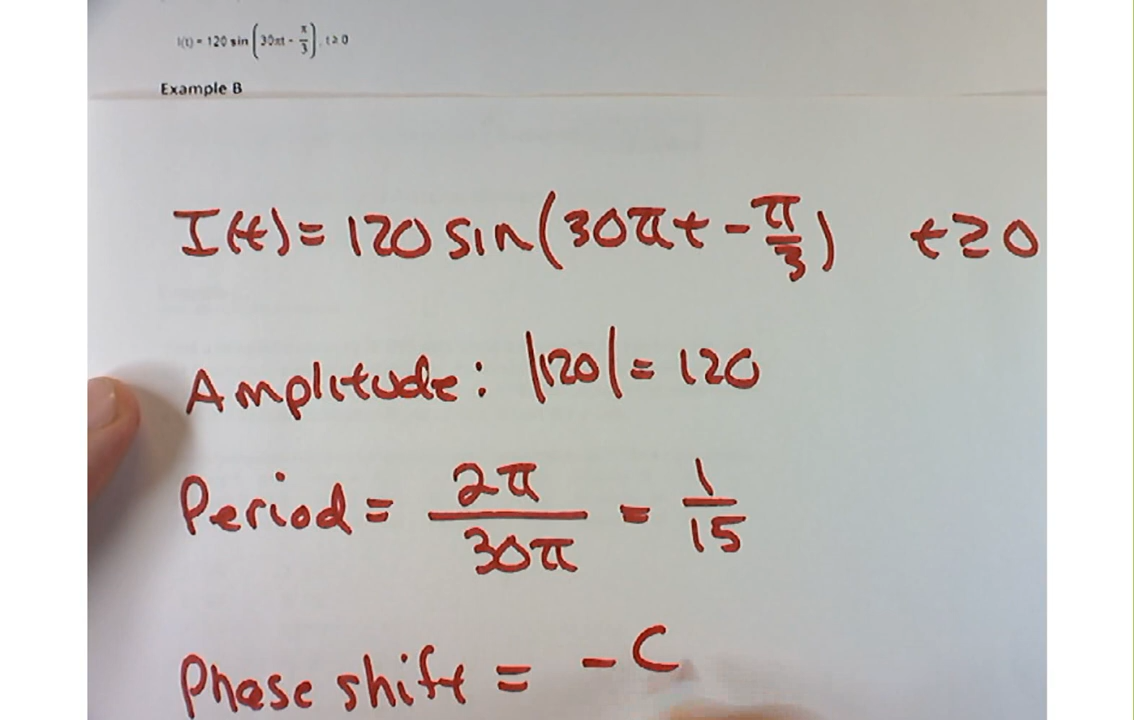 I(t) = 120 sin(30πt - π/3), t ≥ 0
Example B
I(t) = 120 sin(30πt - π/3) t ≥ 0
Amplitude: |120| = 120
Period = 2π/30π = 1/15
Phase shift = - C